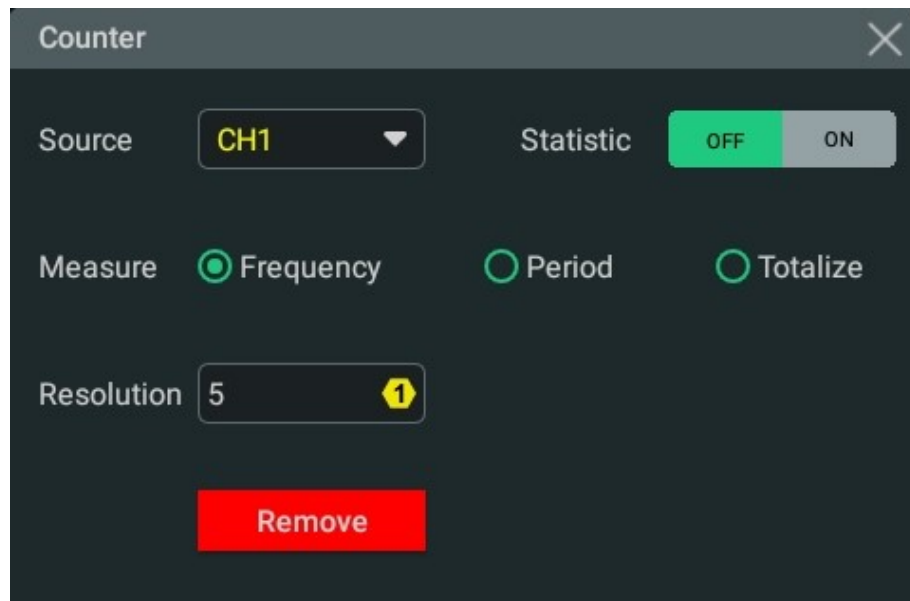 Counter
Source CH1 Statistic OFF ON
Measure Frequency Period Totalize
Resolution 5 1
Remove